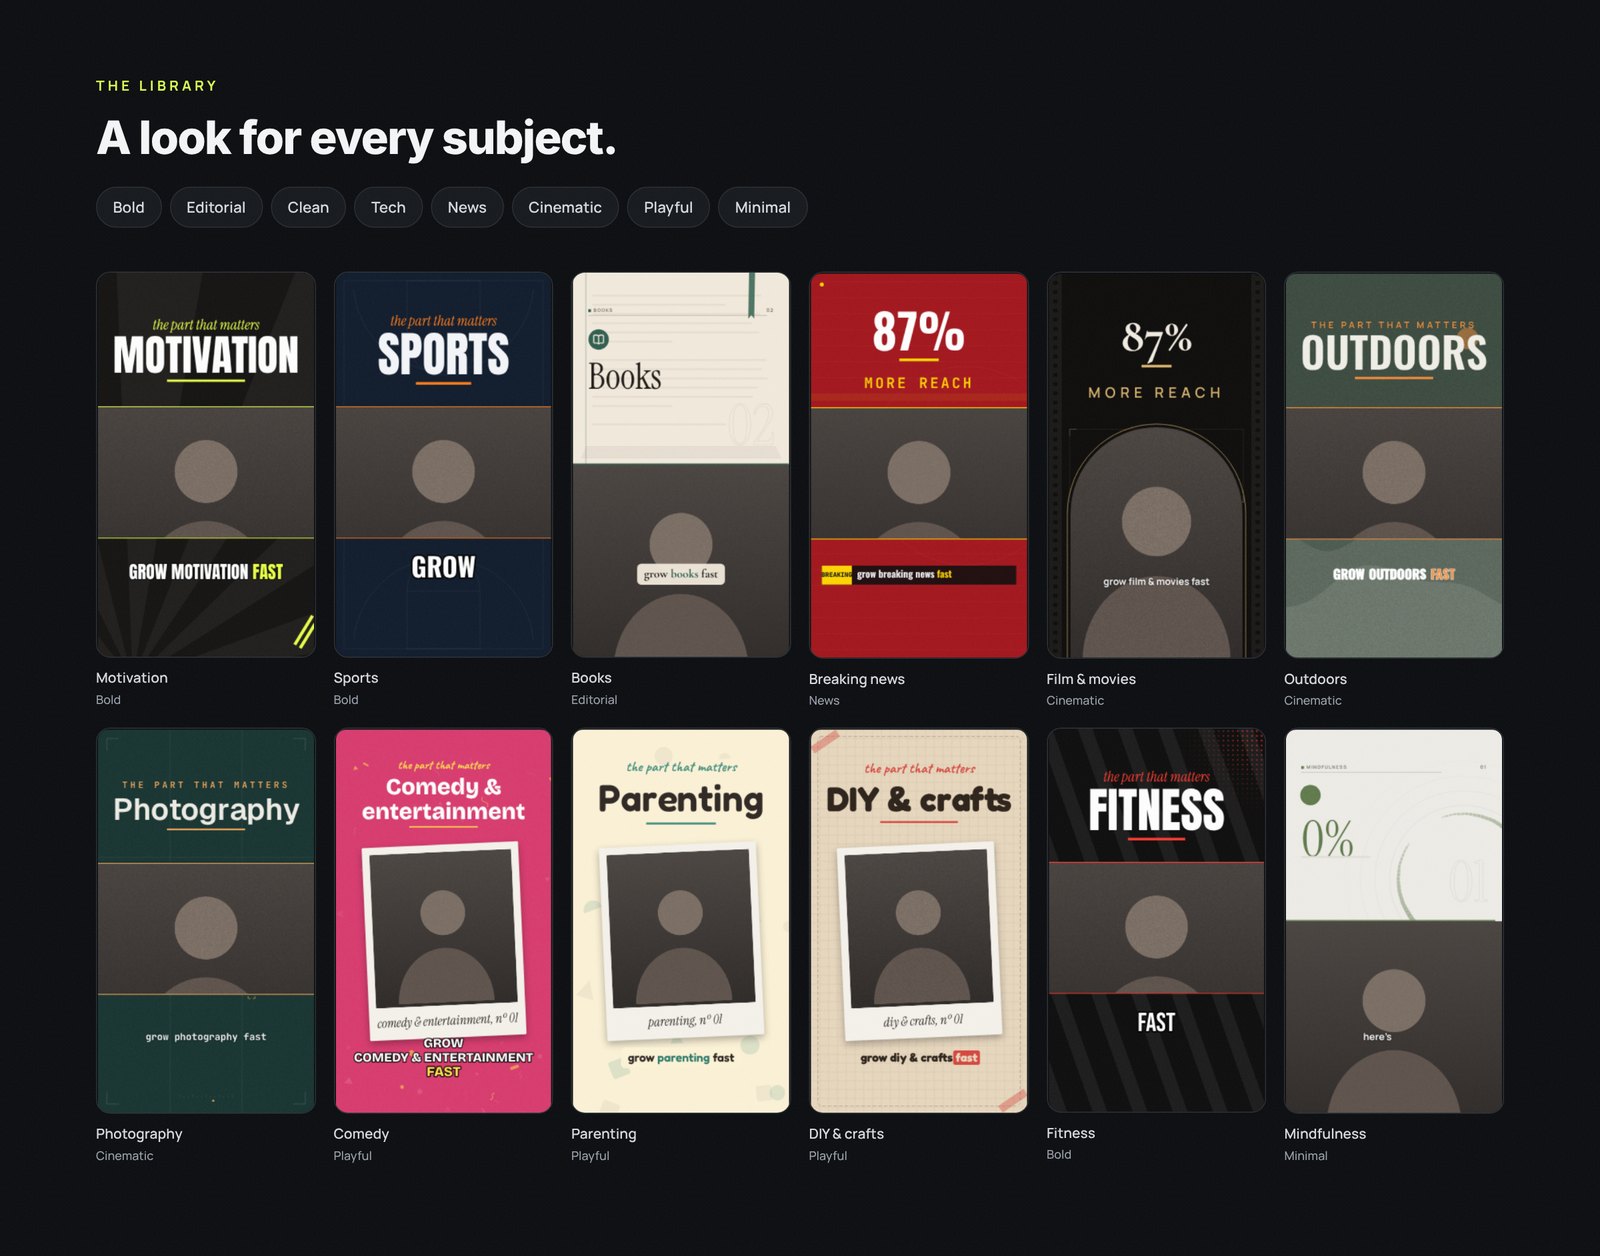 THE LIBRARY
A look for every subject.
Bold
Editorial
Clean
Tech
News
Cinematic
Playful
Minimal
the part that matters
MOTIVATION
GROW MOTIVATION FAST
Motivation
Bold
the part that matters
SPORTS
GROW
Sports
Bold
BOOKS
02
Books
02
grow books fast
Books
Editorial
87%
MORE REACH
BREAKING
grow breaking news fast
Breaking news
News
87%
MORE REACH
grow film & movies fast
Film & movies
Cinematic
THE PART THAT MATTERS
OUTDOORS
GROW OUTDOORS FAST
Outdoors
Cinematic
THE PART THAT MATTERS
Photography
grow photography fast
Photography
Cinematic
the part that matters
Comedy &
entertainment
comedy & entertainment, nº 01
GROW
COMEDY & ENTERTAINMENT
FAST
Comedy
Playful
the part that matters
Parenting
parenting, nº 01
grow parenting fast
Parenting
Playful
the part that matters
DIY & crafts
diy & crafts, nº 01
grow diy & crafts fast
DIY & crafts
Playful
the part that matters
FITNESS
FAST
Fitness
Bold
MINDFULNESS
01
0%
01
here's
Mindfulness
Minimal